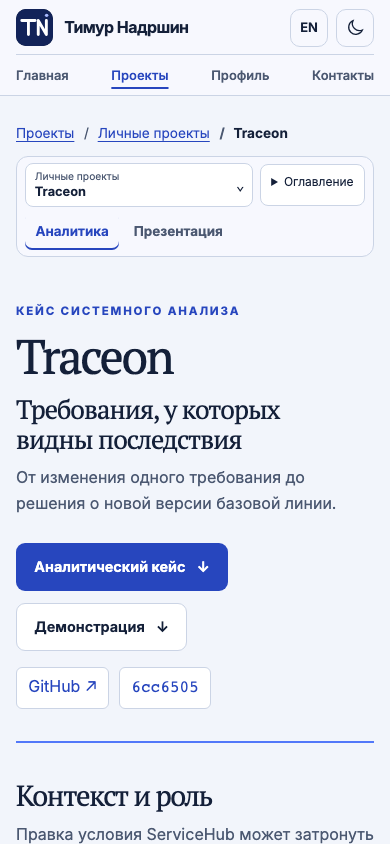 TN Тимур Надршин EN
Главная Проекты Профиль Контакты
Проекты / Личные проекты / Traceon
Личные проекты
Traceon
▶ Оглавление
Аналитика Презентация
КЕЙС СИСТЕМНОГО АНАЛИЗА
Traceon
Требования, у которых
видны последствия
От изменения одного требования до
решения о новой версии базовой линии.
Аналитический кейс ↓
Демонстрация ↓
GitHub ↗ 6cc6505
Контекст и роль
Правка условия ServiceHub может затронуть